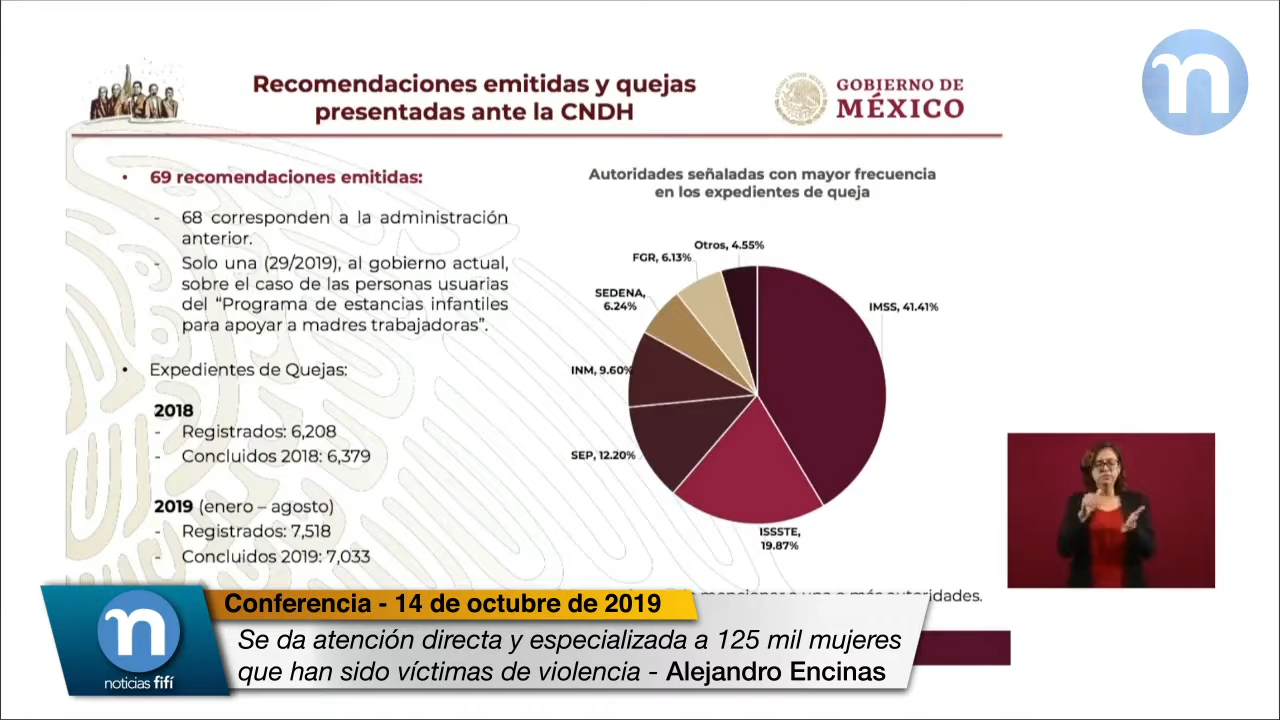 n
Recomendaciones emitidas y quejas
presentadas ante la CNDH
GOBIERNO DE
MÉXICO
• 69 recomendaciones emitidas:
- 68 corresponden a la administración
anterior.
- Solo una (29/2019), al gobierno actual,
sobre el caso de las personas usuarias
del “Programa de estancias infantiles
para apoyar a madres trabajadoras”.
• Expedientes de Quejas:
2018
- Registrados: 6,208
- Concluidos 2018: 6,379
2019 (enero – agosto)
- Registrados: 7,518
- Concluidos 2019: 7,033
Autoridades señaladas con mayor frecuencia
en los expedientes de queja
Otros, 4.55%
FGR, 6.13%
SEDENA,
6.24%
IMSS, 41.41%
INM, 9.60%
SEP, 12.20%
ISSSTE,
19.87%
mencionar a una o más autoridades.
Conferencia - 14 de octubre de 2019
Se da atención directa y especializada a 125 mil mujeres
que han sido víctimas de violencia - Alejandro Encinas
n
noticias fifí